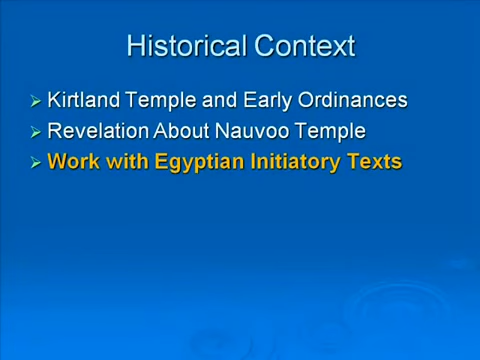 Historical Context
Kirtland Temple and Early Ordinances
Revelation About Nauvoo Temple
Work with Egyptian Initiatory Texts